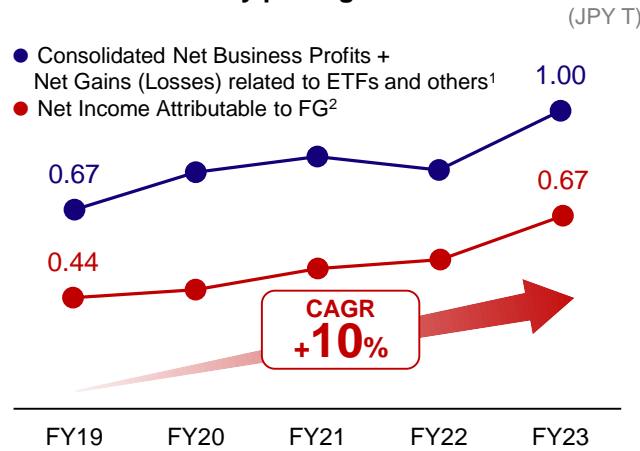 (JPY T)
● Consolidated Net Business Profits +
Net Gains (Losses) related to ETFs and others¹
● Net Income Attributable to FG²
1.00
0.67
0.67
0.44
CAGR
+10%
FY19 FY20 FY21 FY22 FY23